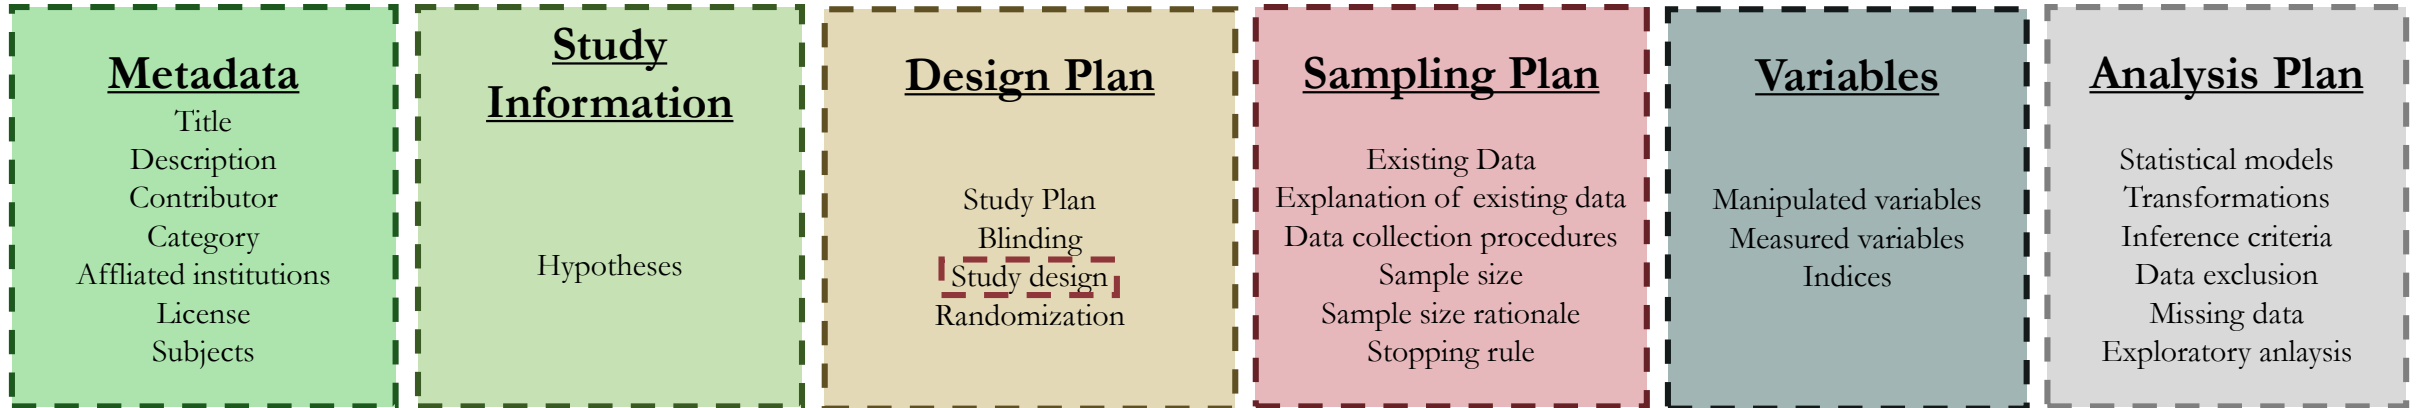 Metadata
Title
Description
Contributor
Category
Affliated institutions
License
Subjects
Study
Information
Hypotheses
Design Plan
Study Plan
Blinding
Study design
Randomization
Sampling Plan
Existing Data
Explanation of existing data
Data collection procedures
Sample size
Sample size rationale
Stopping rule
Variables
Manipulated variables
Measured variables
Indices
Analysis Plan
Statistical models
Transformations
Inference criteria
Data exclusion
Missing data
Exploratory anlaysis